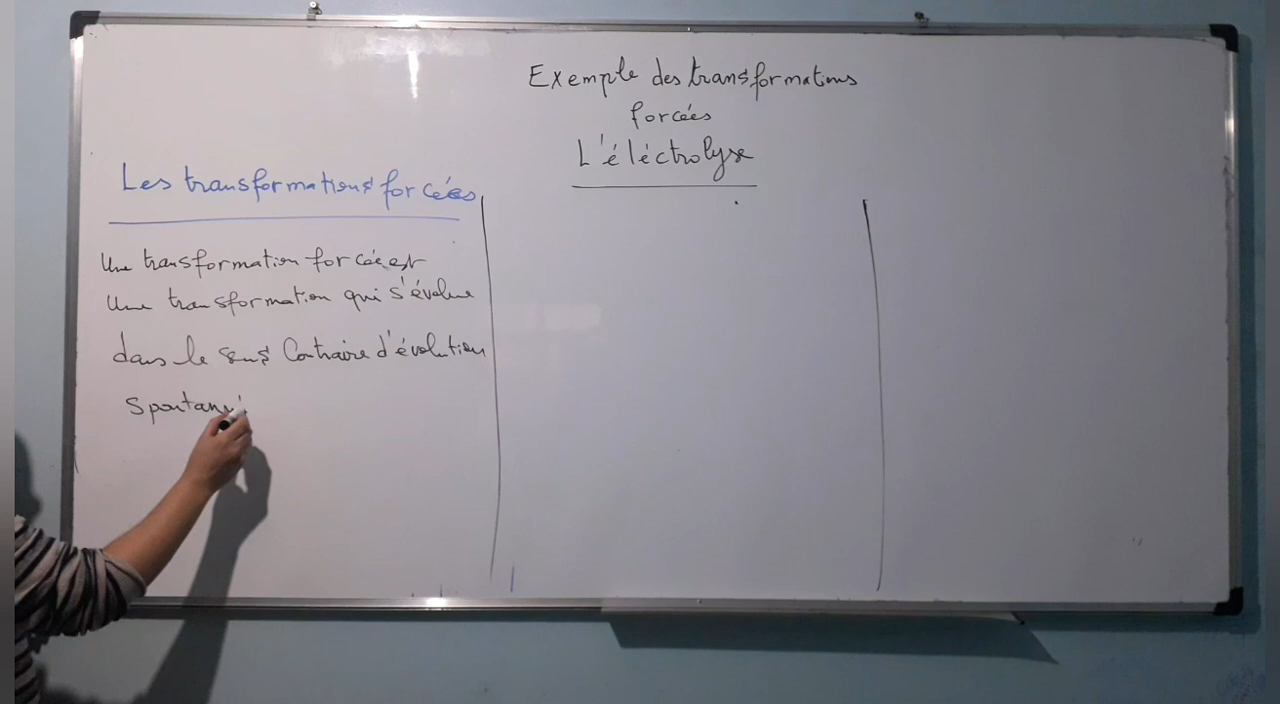 Exemple des transformations
forcées
L'éléctrolyse
Les transformations forcées
Une transformation forcée est
Une transformation qui s'évolue
dans le sens Contraire d'évolution